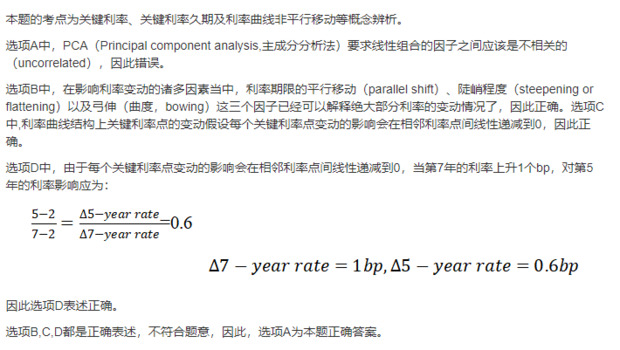 本题的考点为关键利率、关键利率久期及利率曲线非平行移动等概念辨析。
选项A中，PCA（Principal component analysis,主成分分析法）要求线性组合的因子之间应该是不相关的
（uncorrelated），因此错误。
选项B中，在影响利率变动的诸多因素当中，利率期限的平行移动（parallel shift）、陡峭程度（steepening or
flattening）以及弓伸（曲度，bowing）这三个因子已经可以解释绝大部分利率的变动情况了，因此正确。选项C
中,利率曲线结构上关键利率点的变动假设每个关键利率点变动的影响会在相邻利率点间线性递减到0，因此正
确。
选项D中，由于每个关键利率点变动的影响会在相邻利率点间线性递减到0，当第7年的利率上升1个bp，对第5
年的利率影响应为：
5−2/7−2 = Δ5−year rate/Δ7−year rate=0.6
Δ7 − year rate = 1bp, Δ5 − year rate = 0.6bp
因此选项D表述正确。
选项B,C,D都是正确表述，不符合题意，因此，选项A为本题正确答案。